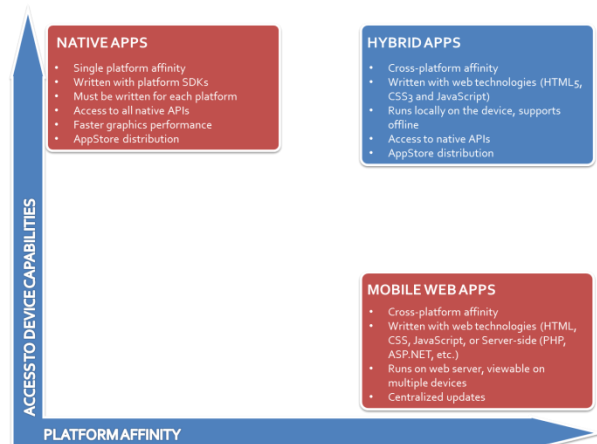 NATIVE APPS
• Single platform affinity
• Written with platform SDKs
• Must be written for each platform
• Access to all native APIs
• Faster graphics performance
• AppStore distribution
HYBRID APPS
• Cross-platform affinity
• Written with web technologies (HTML5,
CSS3 and JavaScript)
• Runs locally on the device, supports
offline
• Access to native APIs
• AppStore distribution
MOBILE WEB APPS
• Cross-platform affinity
• Written with web technologies (HTML,
CSS, JavaScript, or Server-side (PHP,
ASP.NET, etc.)
• Runs on web server, viewable on
multiple devices
• Centralized updates
ACCESS TO DEVICE CAPABILITIES
PLATFORM AFFINITY